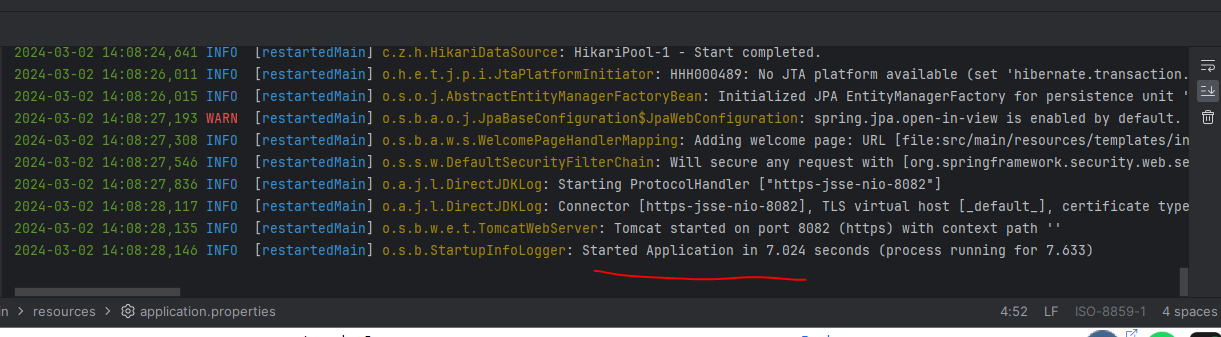 2024-03-02 14:08:24,641 INFO  [restartedMain] c.z.h.HikariDataSource: HikariPool-1 - Start completed.
2024-03-02 14:08:26,011 INFO  [restartedMain] o.h.e.t.j.p.i.JtaPlatformInitiator: HHH000489: No JTA platform available (set 'hibernate.transaction.
2024-03-02 14:08:26,015 INFO  [restartedMain] o.s.o.j.AbstractEntityManagerFactoryBean: Initialized JPA EntityManagerFactory for persistence unit '
2024-03-02 14:08:27,193 WARN  [restartedMain] o.s.b.a.o.j.JpaBaseConfiguration$JpaWebConfiguration: spring.jpa.open-in-view is enabled by default.
2024-03-02 14:08:27,308 INFO  [restartedMain] o.s.b.a.w.s.WelcomePageHandlerMapping: Adding welcome page: URL [file:src/main/resources/templates/in
2024-03-02 14:08:27,546 INFO  [restartedMain] o.s.s.w.DefaultSecurityFilterChain: Will secure any request with [org.springframework.security.web.se
2024-03-02 14:08:27,836 INFO  [restartedMain] o.a.j.l.DirectJDKLog: Starting ProtocolHandler ["https-jsse-nio-8082"]
2024-03-02 14:08:28,117 INFO  [restartedMain] o.a.j.l.DirectJDKLog: Connector [https-jsse-nio-8082], TLS virtual host [_default_], certificate type
2024-03-02 14:08:28,135 INFO  [restartedMain] o.s.b.w.e.t.TomcatWebServer: Tomcat started on port 8082 (https) with context path ''
2024-03-02 14:08:28,146 INFO  [restartedMain] o.s.b.StartupInfoLogger: Started Application in 7.024 seconds (process running for 7.633)
in > resources > application.properties 4:52 LF ISO-8859-1 4 spaces